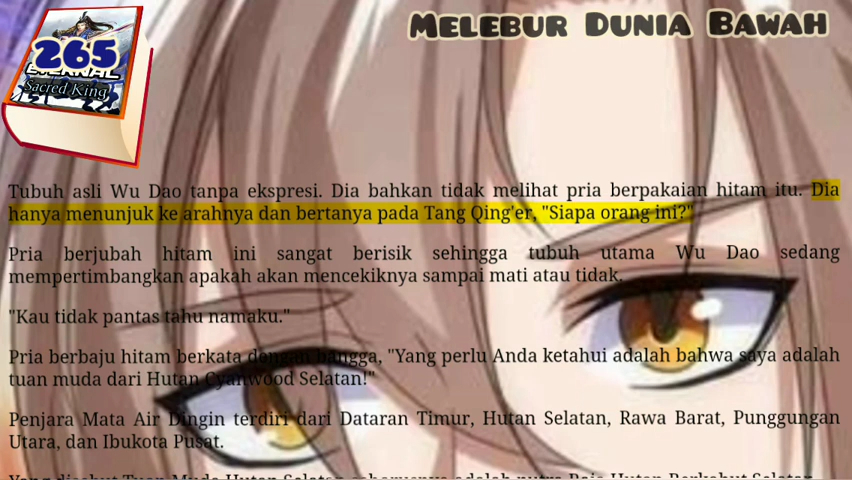 MELEBUR DUNIA BAWAH
265
ETERNAL
Sacred King
Tubuh asli Wu Dao tanpa ekspresi. Dia bahkan tidak melihat pria berpakaian hitam itu. Dia
hanya menunjuk ke arahnya dan bertanya pada Tang Qing'er, "Siapa orang ini?"
Pria berjubah hitam ini sangat berisik sehingga tubuh utama Wu Dao sedang
mempertimbangkan apakah akan mencekiknya sampai mati atau tidak.
"Kau tidak pantas tahu namaku."
Pria berbaju hitam berkata dengan bangga, "Yang perlu Anda ketahui adalah bahwa saya adalah
tuan muda dari Hutan Cyanwood Selatan!"
Penjara Mata Air Dingin terdiri dari Dataran Timur, Hutan Selatan, Rawa Barat, Punggungan
Utara, dan Ibukota Pusat.